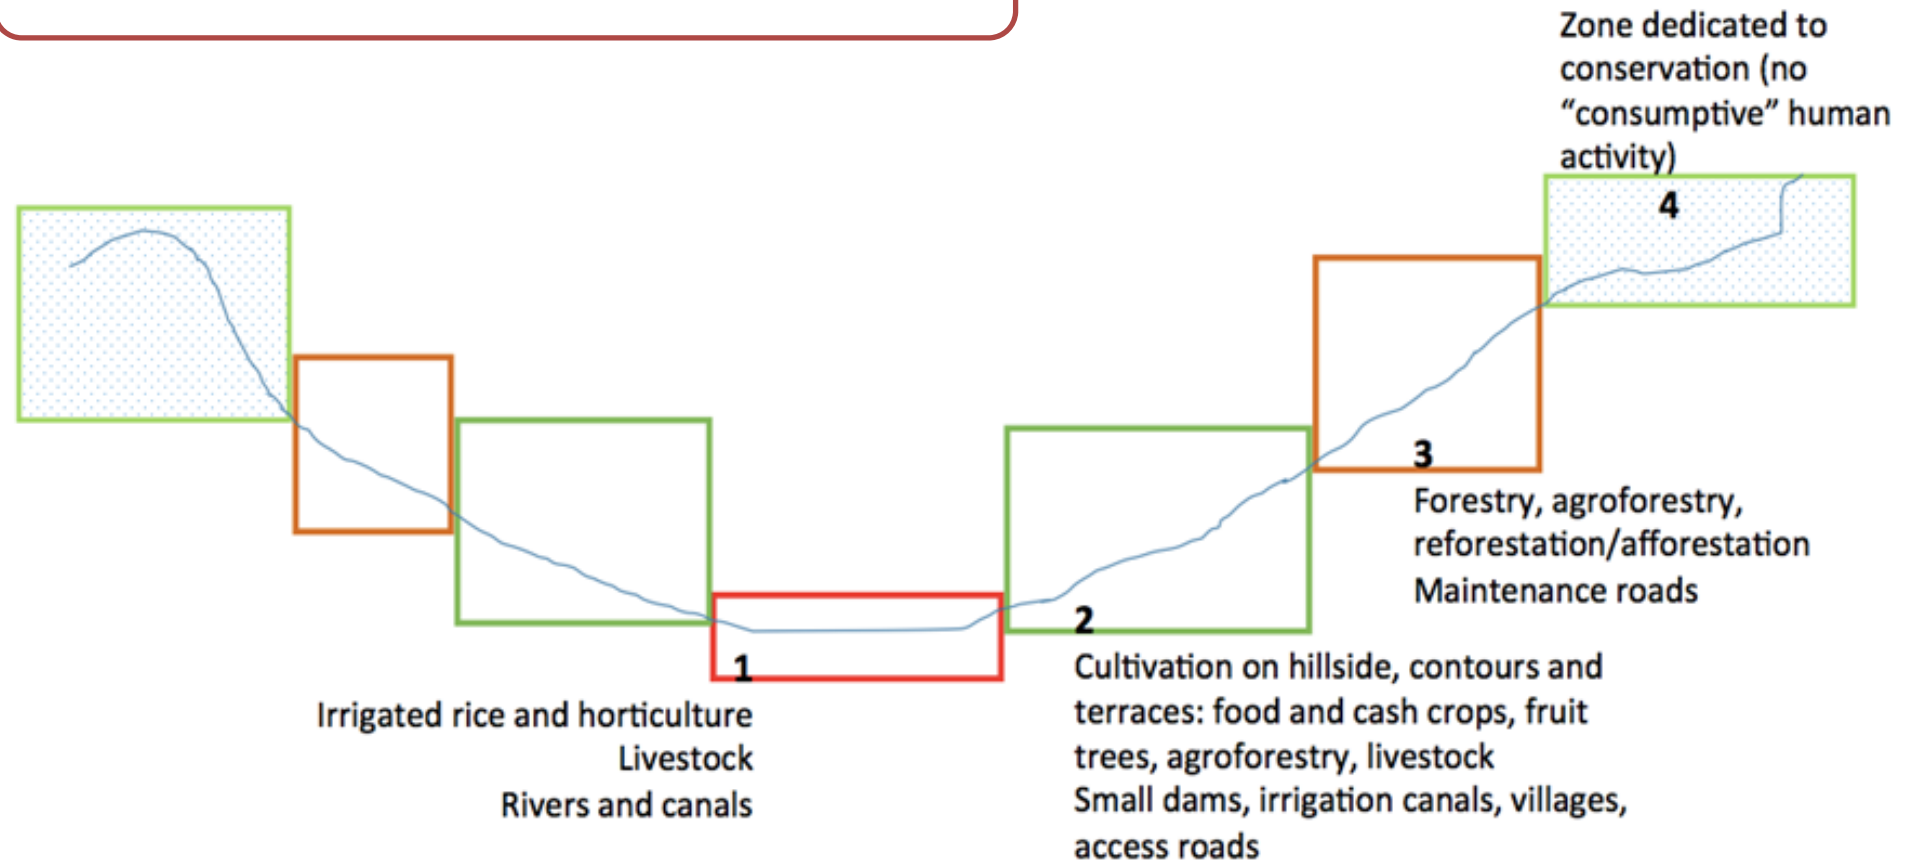 Zone dedicated to
conservation (no
“consumptive” human
activity)
4
3
Forestry, agroforestry,
reforestation/afforestation
Maintenance roads
2
Cultivation on hillside, contours and
terraces: food and cash crops, fruit
trees, agroforestry, livestock
Small dams, irrigation canals, villages,
access roads
1
Irrigated rice and horticulture
Livestock
Rivers and canals